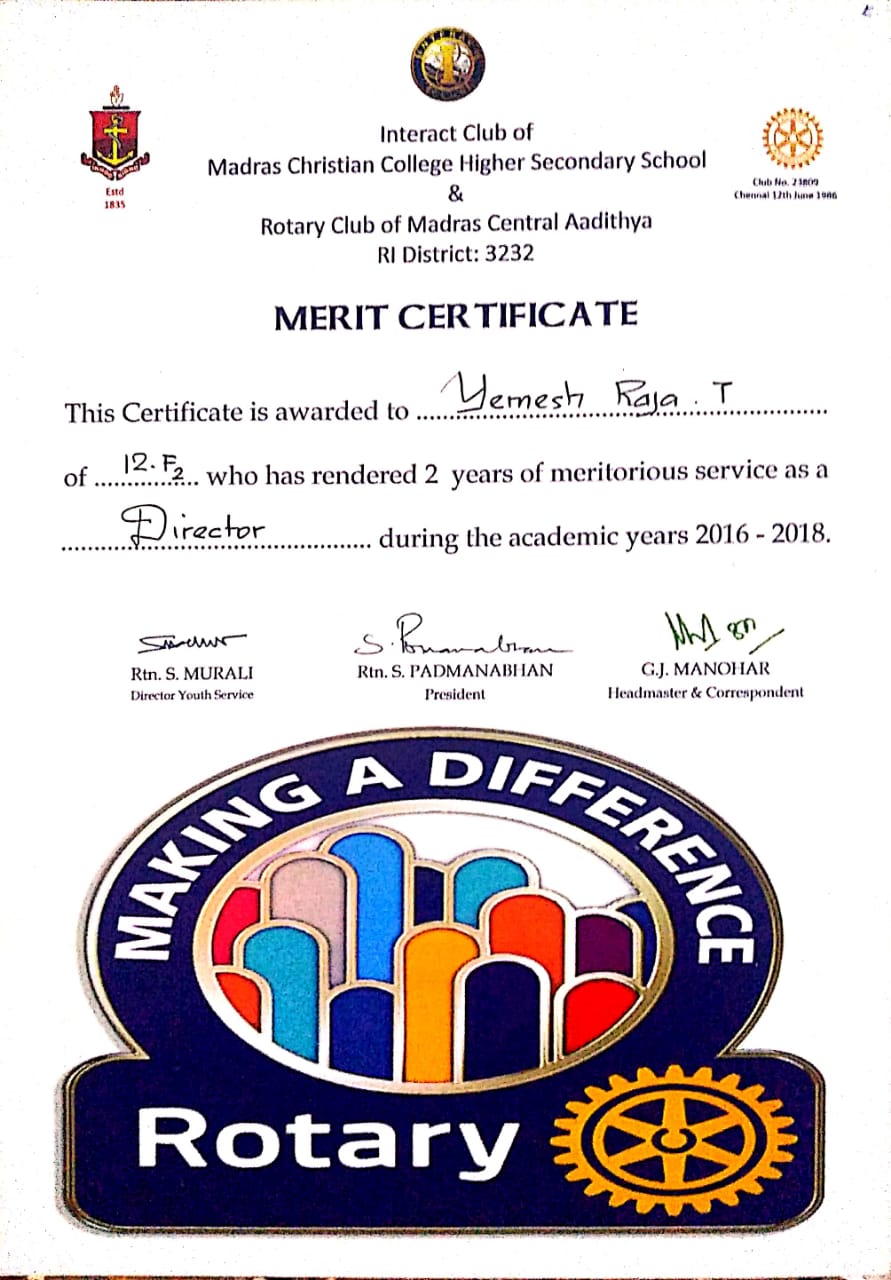 INTERACT
Interact Club of
Madras Christian College Higher Secondary School
&
Rotary Club of Madras Central Aadithya
RI District: 3232
Estd
1835
Club No. 23809
Chennai 12th June 1986
MERIT CERTIFICATE
This Certificate is awarded to Yemesh Raja . T
of 12. F2 who has rendered 2 years of meritorious service as a
Director during the academic years 2016 - 2018.
Rtn. S. MURALI
Director Youth Service
S. Padmanabhan
Rtn. S. PADMANABHAN
President
G.J. MANOHAR
Headmaster & Correspondent
MAKING A DIFFERENCE
Rotary